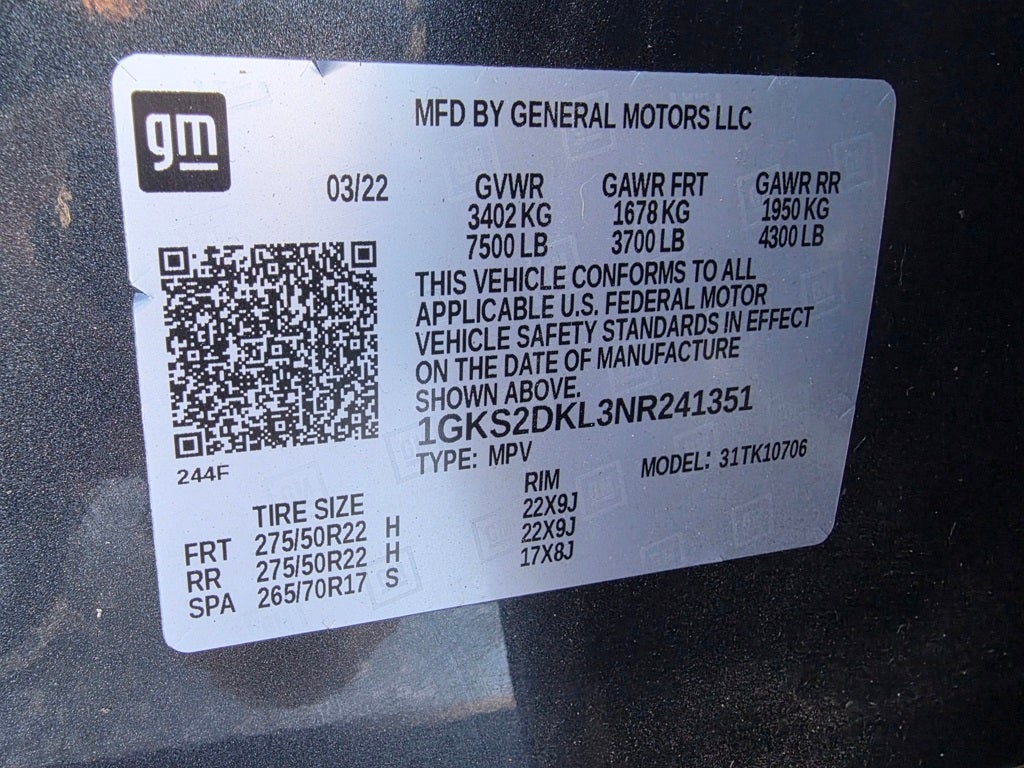 gm
MFD BY GENERAL MOTORS LLC
03/22 GVWR GAWR FRT GAWR RR
3402 KG 1678 KG 1950 KG
7500 LB 3700 LB 4300 LB
THIS VEHICLE CONFORMS TO ALL
APPLICABLE U.S. FEDERAL MOTOR
VEHICLE SAFETY STANDARDS IN EFFECT
ON THE DATE OF MANUFACTURE
SHOWN ABOVE.
1GKS2DKL3NR241351
TYPE: MPV MODEL: 31TK10706
244F
TIRE SIZE RIM
FRT 275/50R22 H 22X9J
RR 275/50R22 H 22X9J
SPA 265/70R17 S 17X8J